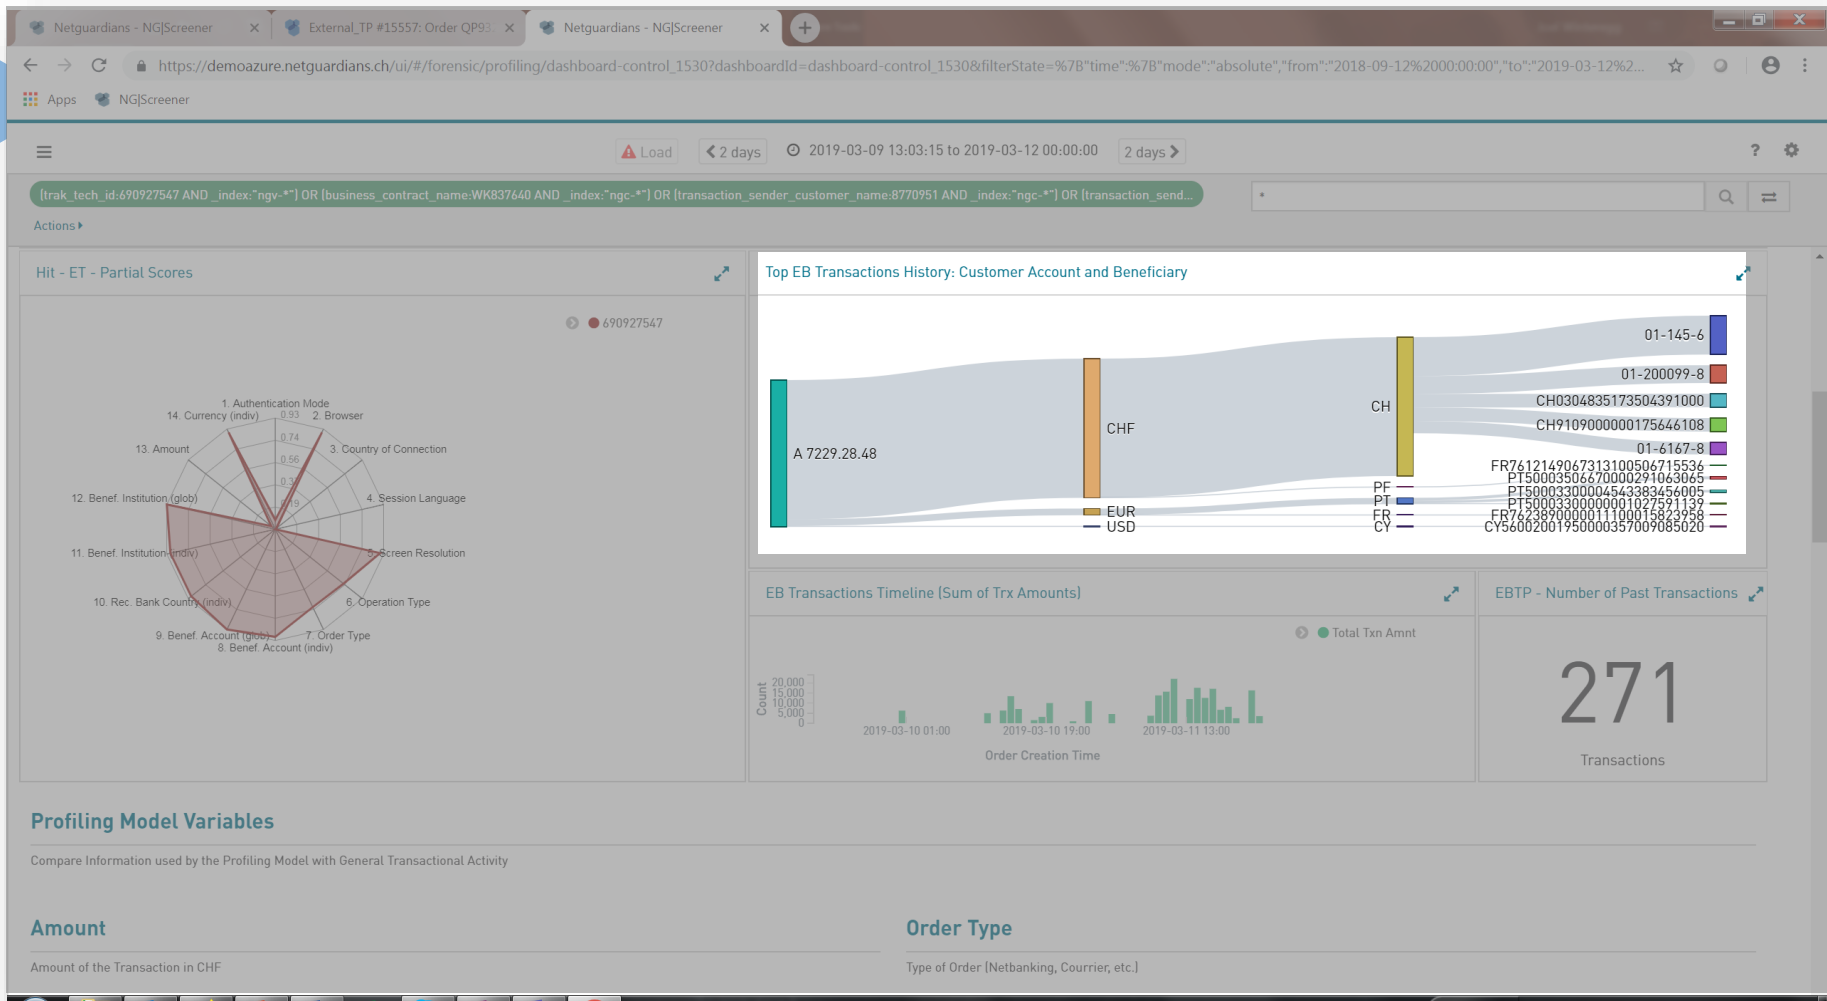 Netguardians - NG|Screener
External_TP #15557: Order QP93
Netguardians - NG|Screener
https://demoazure.netguardians.ch/ui/#/forensic/profiling/dashboard-control_1530?dashboardId=dashboard-control_1530&filterState=%7B"time":%7B"mode":"absolute","from":"2018-09-12%2000:00:00","to":"2019-03-12%2...
Apps NG|Screener
Load 2 days 2019-03-09 13:03:15 to 2019-03-12 00:00:00 2 days ?
(trak_tech_id:690927547 AND _index:"ngv-*") OR (business_contract_name:WK837640 AND _index:"ngc-*") OR (transaction_sender_customer_name:8770951 AND _index:"ngc-*") OR (transaction_send... *
Actions
Hit - ET - Partial Scores
690927547
1. Authentication Mode
14. Currency (indiv) 0.93 2. Browser
0.74
13. Amount 3. Country of Connection
0.56
12. Benef. Institution (glob) 4. Session Language
11. Benef. Institution (indiv) 5. Screen Resolution
10. Rec. Bank Country (indiv) 6. Operation Type
9. Benef. Account (glob) 7. Order Type
8. Benef. Account (indiv)
Top EB Transactions History: Customer Account and Beneficiary
01-145-6
01-200099-8
CH0304835173504391000
CH CH9109000000175646108
CHF
01-6167-8
A 7229.28.48
FR7612149067313100506715536
PT50003506670000291063065
PF
PT50003300004543383456005
PT
PT50003300000001027591139
EUR FR FR7623890000011100015823958
USD CY CY56002001950000357009085020
EB Transactions Timeline (Sum of Trx Amounts)
Total Txn Amnt
Count
20,000
15,000
10,000
5,000
0
2019-03-10 01:00 2019-03-10 19:00 2019-03-11 13:00
Order Creation Time
EBTP - Number of Past Transactions
271
Transactions
Profiling Model Variables
Compare Information used by the Profiling Model with General Transactional Activity
Amount
Amount of the Transaction in CHF
Order Type
Type of Order (Netbanking, Courrier, etc.)